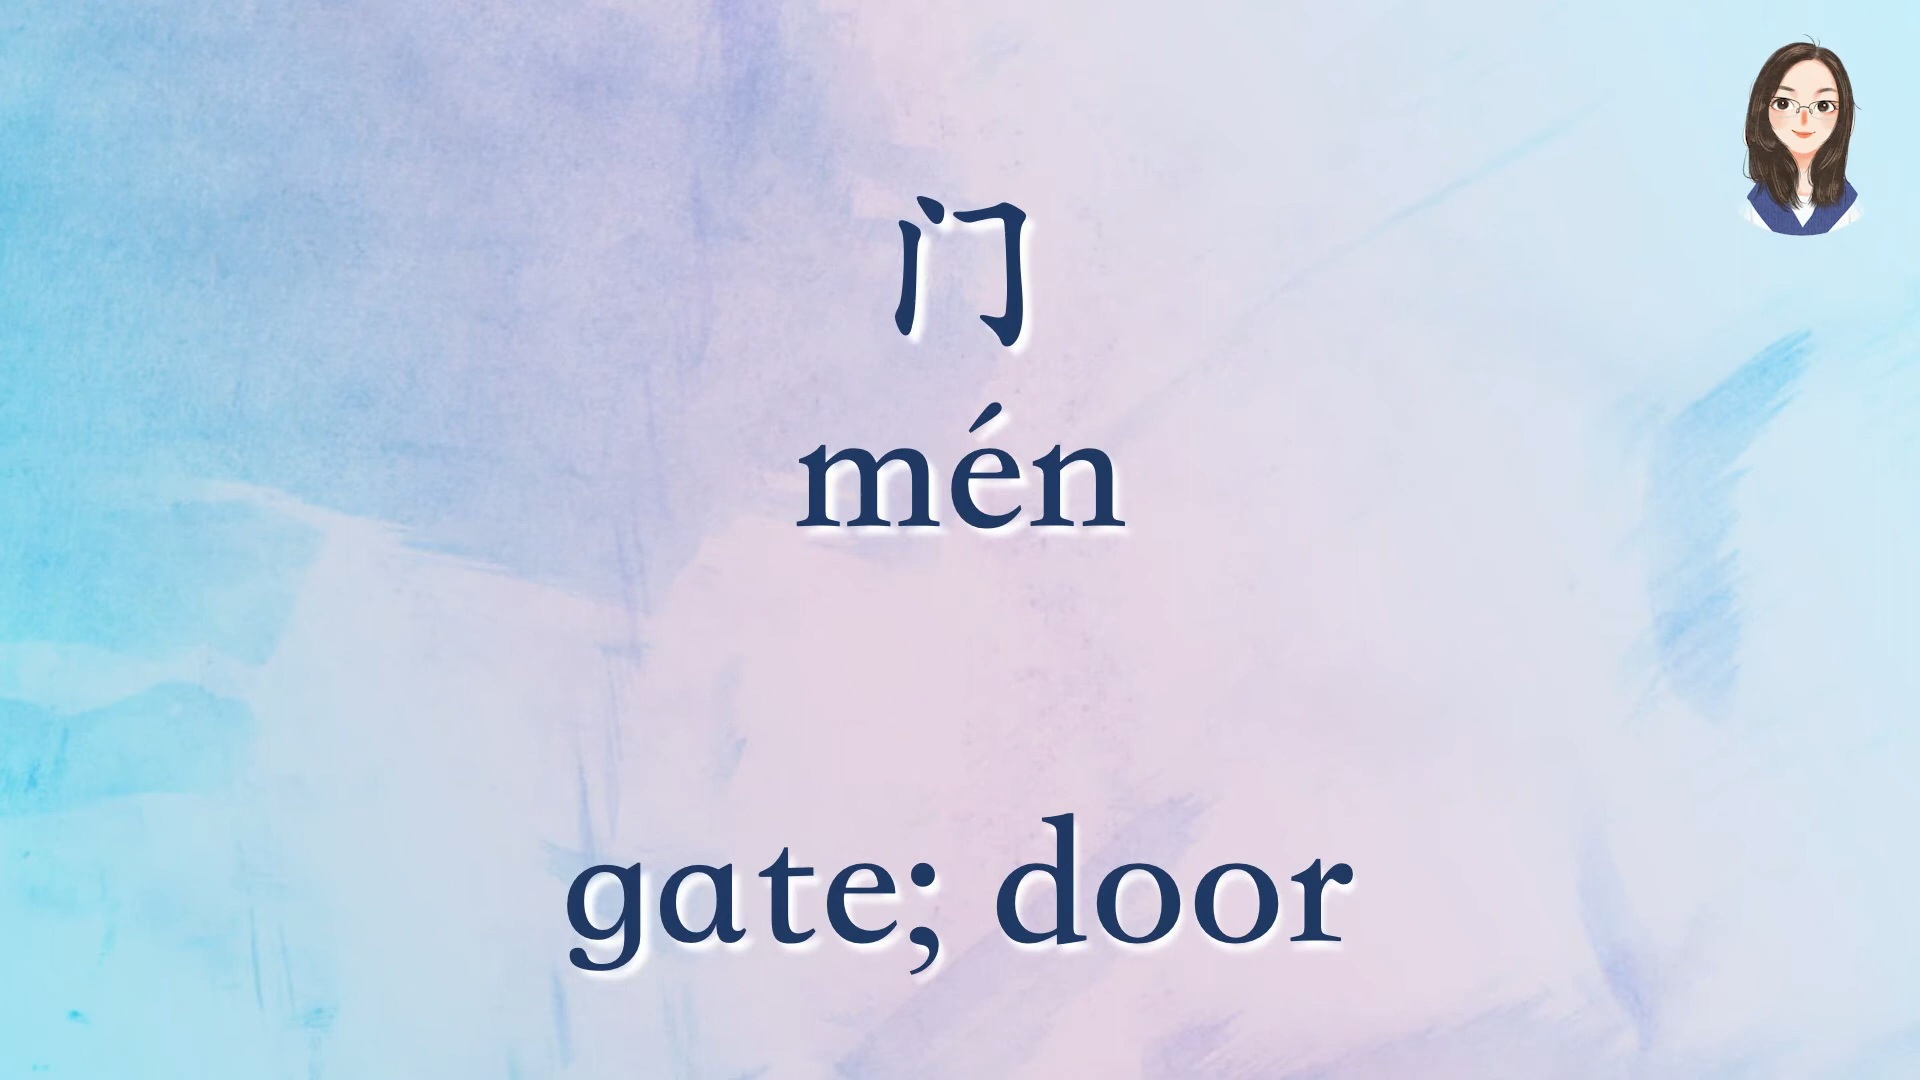 门
mén
gate; door